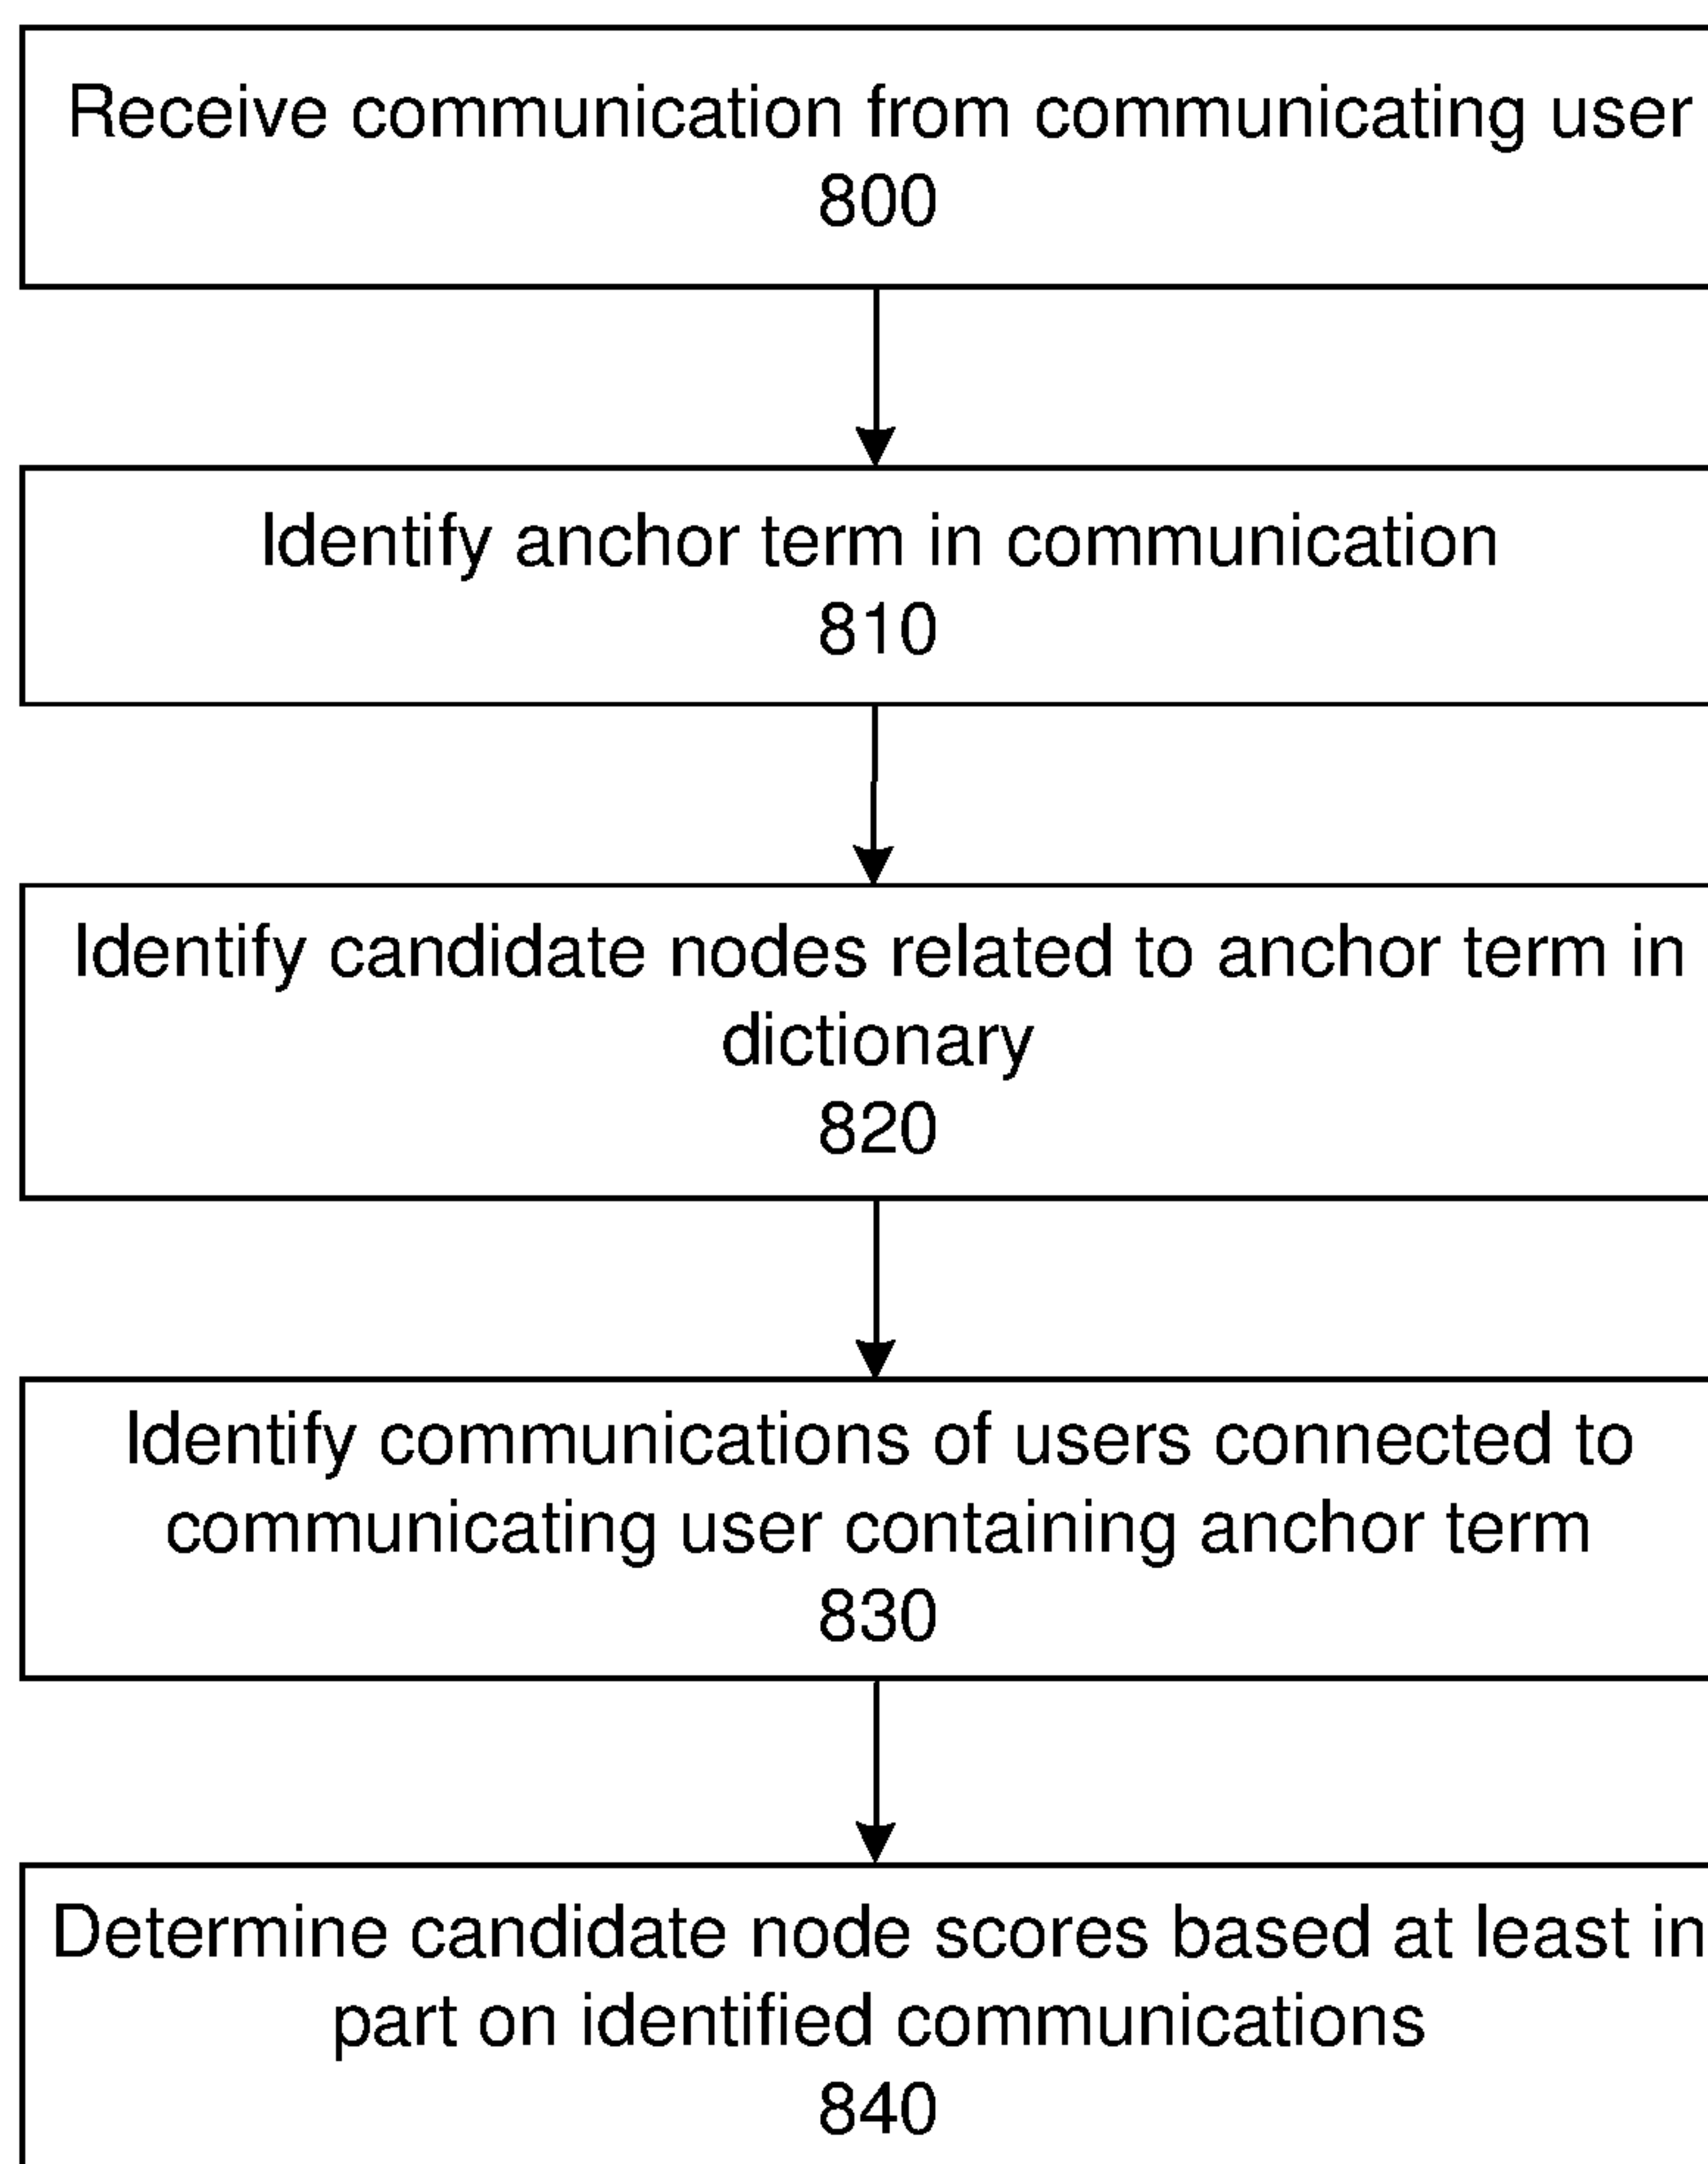 Receive communication from communicating user
800
Identify anchor term in communication
810
Identify candidate nodes related to anchor term in
dictionary
820
Identify communications of users connected to
communicating user containing anchor term
830
Determine candidate node scores based at least in
part on identified communications
840